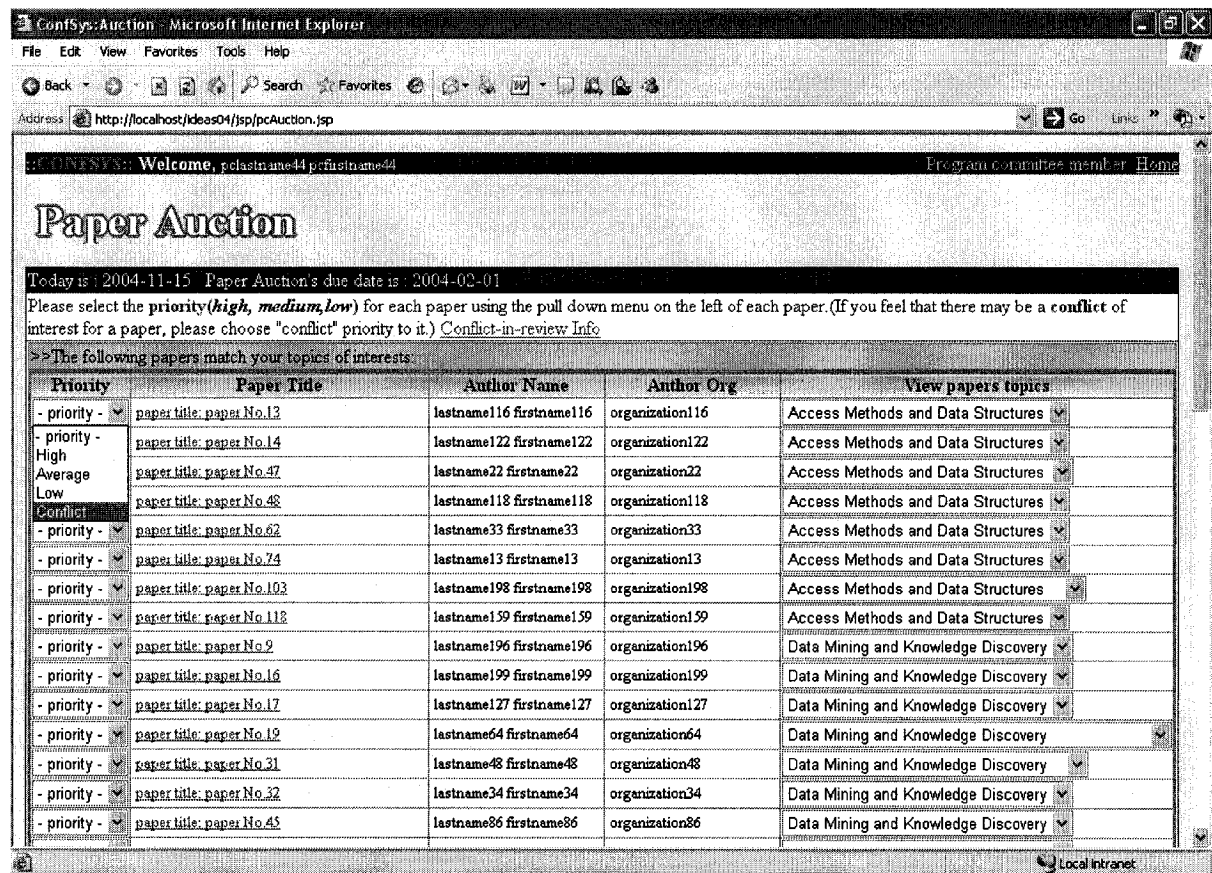 ConfSys:Auction - Microsoft Internet Explorer
File Edit View Favorites Tools Help
Back Search Favorites
Address http://localhost/ideas04/jsp/pcAuction.jsp Go Links »
::CONFSYS:: Welcome, pclastname44 pcfirstname44 Program committee member Home
Paper Auction
Today is : 2004-11-15 Paper Auction's due date is : 2004-02-01
Please select the priority(high, medium,low) for each paper using the pull down menu on the left of each paper.(If you feel that there may be a conflict of
interest for a paper, please choose "conflict" priority to it.) Conflict-in-review Info
>>The following papers match your topics of interests:
Priority Paper Title Author Name Author Org View papers topics
- priority - paper title: paper No.13 lastname116 firstname116 organization116 Access Methods and Data Structures
- priority - paper title: paper No.14 lastname122 firstname122 organization122 Access Methods and Data Structures
High
Average paper title: paper No.47 lastname22 firstname22 organization22 Access Methods and Data Structures
Low paper title: paper No.48 lastname118 firstname118 organization118 Access Methods and Data Structures
Conflict
- priority - paper title: paper No.62 lastname33 firstname33 organization33 Access Methods and Data Structures
- priority - paper title: paper No.74 lastname13 firstname13 organization13 Access Methods and Data Structures
- priority - paper title: paper No.103 lastname198 firstname198 organization198 Access Methods and Data Structures
- priority - paper title: paper No.118 lastname159 firstname159 organization159 Access Methods and Data Structures
- priority - paper title: paper No.9 lastname196 firstname196 organization196 Data Mining and Knowledge Discovery
- priority - paper title: paper No.16 lastname199 firstname199 organization199 Data Mining and Knowledge Discovery
- priority - paper title: paper No.17 lastname127 firstname127 organization127 Data Mining and Knowledge Discovery
- priority - paper title: paper No.19 lastname64 firstname64 organization64 Data Mining and Knowledge Discovery
- priority - paper title: paper No.31 lastname48 firstname48 organization48 Data Mining and Knowledge Discovery
- priority - paper title: paper No.32 lastname34 firstname34 organization34 Data Mining and Knowledge Discovery
- priority - paper title: paper No.45 lastname86 firstname86 organization86 Data Mining and Knowledge Discovery
Local intranet